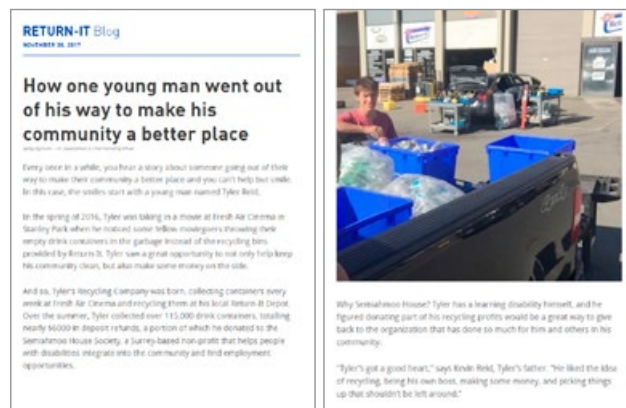 RETURN-IT Blog
NOVEMBER 30, 2017
How one young man went out
of his way to make his
community a better place
Every once in a while, you hear a story about someone going out of their
way to make their community a better place and you can't help but smile.
In this case, the smiles start with a young man named Tyler Reid.
In the spring of 2016, Tyler was taking in a movie at Fresh Air Cinema in
Stanley Park when he noticed some fellow moviegoers throwing their
empty drink containers in the garbage instead of the recycling bins
provided by Return-It. Tyler saw a great opportunity to not only help keep
his community clean, but also make some money on the side.
And so, Tyler's Recycling Company was born, collecting containers every
week at Fresh Air Cinema and recycling them at his local Return-It Depot.
Over the summer, Tyler collected over 115,000 drink containers, totalling
nearly $6000 in deposit refunds, a portion of which he donated to the
Semiahmoo House Society, a Surrey-based non-profit that helps people
with disabilities integrate into the community and find employment
opportunities.
Why Semiahmoo House? Tyler has a learning disability himself, and he
figured donating part of his recycling profits would be a great way to give
back to the organization that has done so much for him and others in his
community.
"Tyler's got a good heart," says Kevin Reid, Tyler's father. "He liked the idea
of recycling, being his own boss, making some money, and picking things
up that shouldn't be left around."